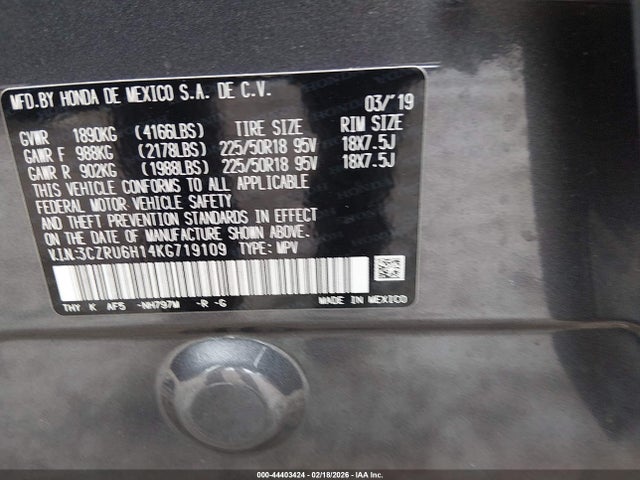 MFD.BY HONDA DE MEXICO S.A. DE C.V.
03/'19
GVWR 1890KG (4166LBS) TIRE SIZE RIM SIZE
GAWR F 988KG (2178LBS) 225/50R18 95V 18X7.5J
GAWR R 902KG (1988LBS) 225/50R18 95V 18X7.5J
THIS VEHICLE CONFORMS TO ALL APPLICABLE
FEDERAL MOTOR VEHICLE SAFETY
AND THEFT PREVENTION STANDARDS IN EFFECT
ON THE DATE OF MANUFACTURE SHOWN ABOVE.
V.I.N:3CZRU6H14KG719109 TYPE: MPV
THY K AF5 -NH797M -R -G MADE IN MEXICO
000-44403424 - 02/18/2026 - IAA Inc.